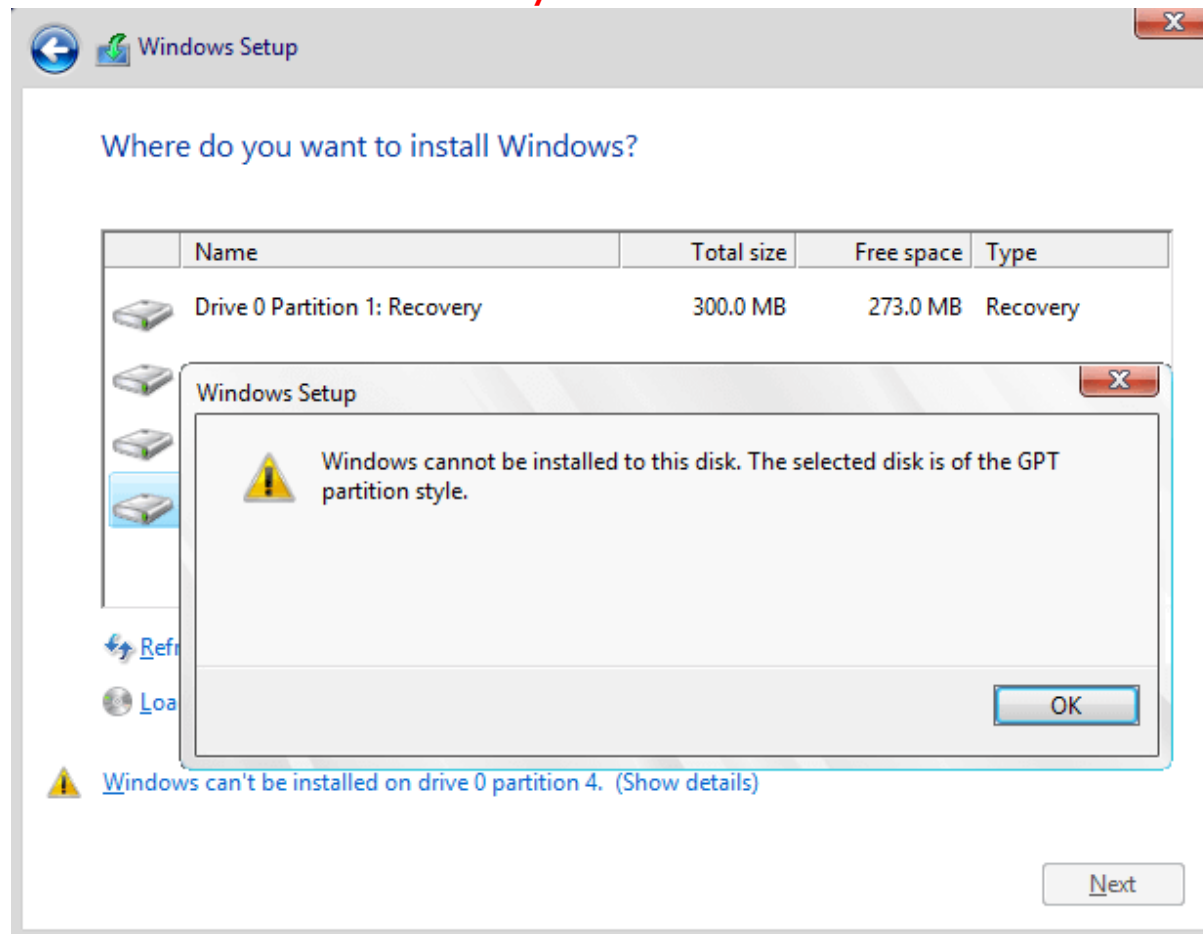 Windows Setup
Where do you want to install Windows?
Name Total size Free space Type
Drive 0 Partition 1: Recovery 300.0 MB 273.0 MB Recovery
Windows Setup
Windows cannot be installed to this disk. The selected disk is of the GPT
partition style.
OK
Windows can't be installed on drive 0 partition 4. (Show details)
Next